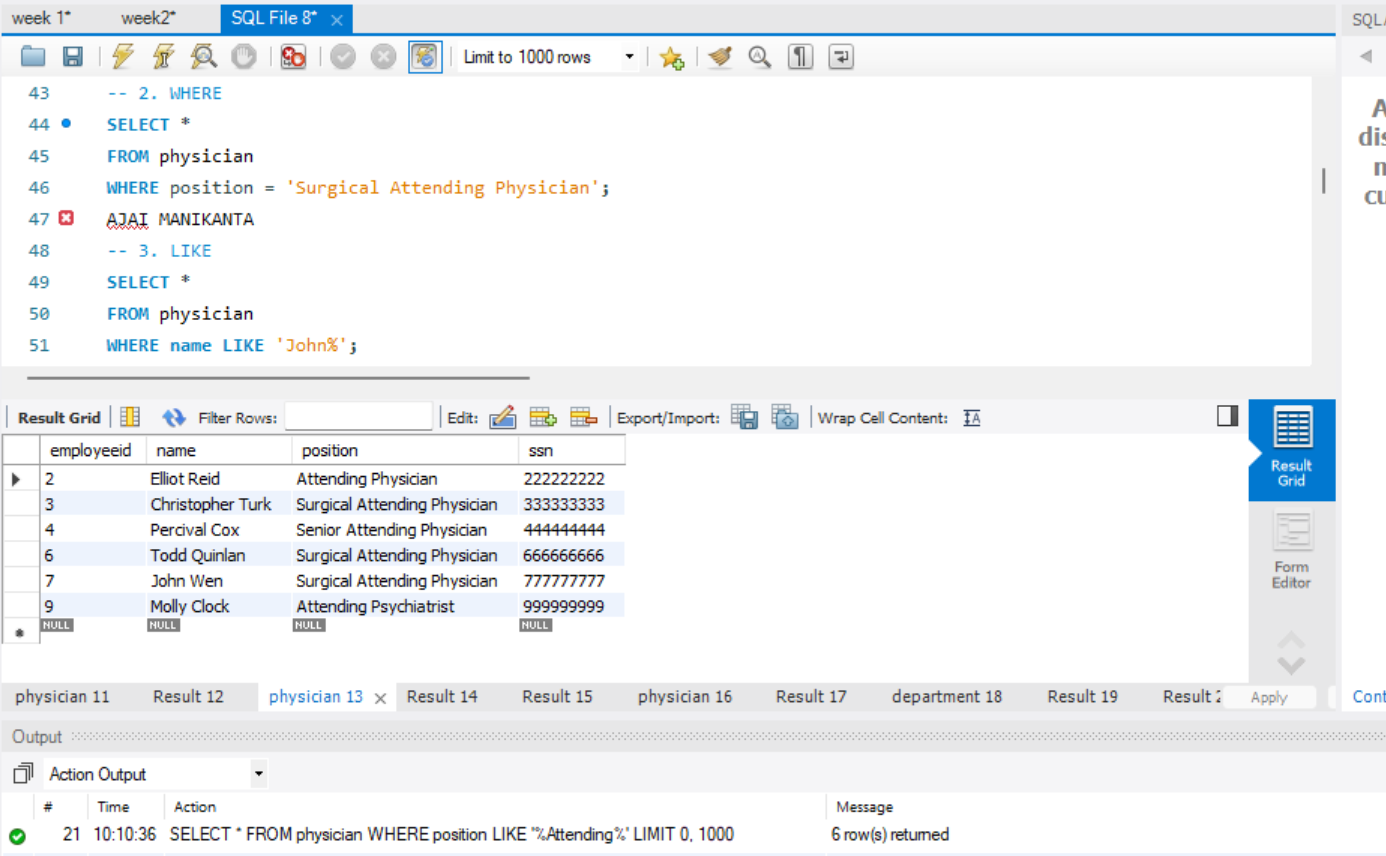 week 1* week2* SQL File 8*
SQL
Limit to 1000 rows
43 -- 2. WHERE
44 SELECT *
45 FROM physician
46 WHERE position = 'Surgical Attending Physician';
47 AJAI MANIKANTA
48 -- 3. LIKE
49 SELECT *
50 FROM physician
51 WHERE name LIKE 'John%';
Result Grid Filter Rows: Edit: Export/Import: Wrap Cell Content:
employeeid name position ssn
2 Elliot Reid Attending Physician 222222222
3 Christopher Turk Surgical Attending Physician 333333333
4 Percival Cox Senior Attending Physician 444444444
6 Todd Quinlan Surgical Attending Physician 666666666
7 John Wen Surgical Attending Physician 777777777
9 Molly Clock Attending Psychiatrist 999999999
NULL NULL NULL NULL
Result
Grid
Form
Editor
physician 11 Result 12 physician 13 Result 14 Result 15 physician 16 Result 17 department 18 Result 19 Result Apply Cont
Output
Action Output
# Time Action Message
21 10:10:36 SELECT * FROM physician WHERE position LIKE '%Attending%' LIMIT 0, 1000 6 row(s) returned